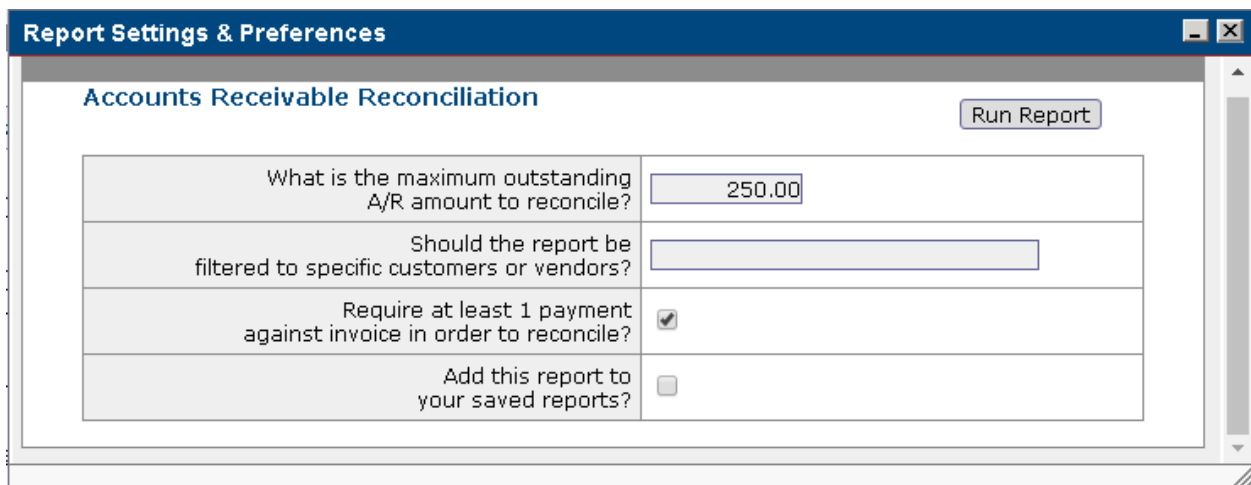 Report Settings & Preferences
Accounts Receivable Reconciliation
Run Report
What is the maximum outstanding
A/R amount to reconcile?
250.00
Should the report be
filtered to specific customers or vendors?
Require at least 1 payment
against invoice in order to reconcile?
Add this report to
your saved reports?